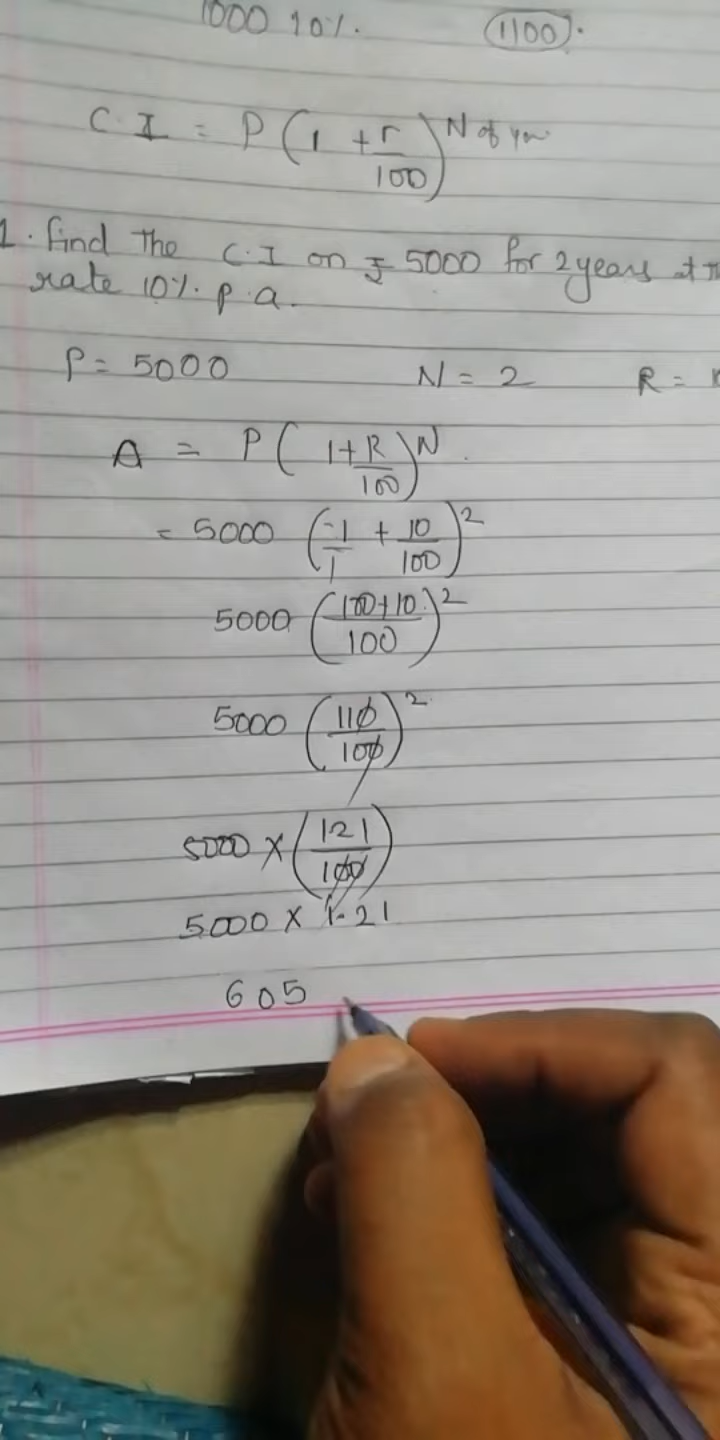 1000 10%. (1100).
C.I = P(1 + r/100)^N of
1. find the C.I on ₹ 5000 for 2 years at
rate 10%. p.a.
P = 5000 N = 2 R =
A = P(1+R/100)^N.
= 5000 (1/1 + 10/100)^2
5000 (100+10/100)^2
5000 (110/100)^2
5000 × (121/100)
5000 × 1.21
605